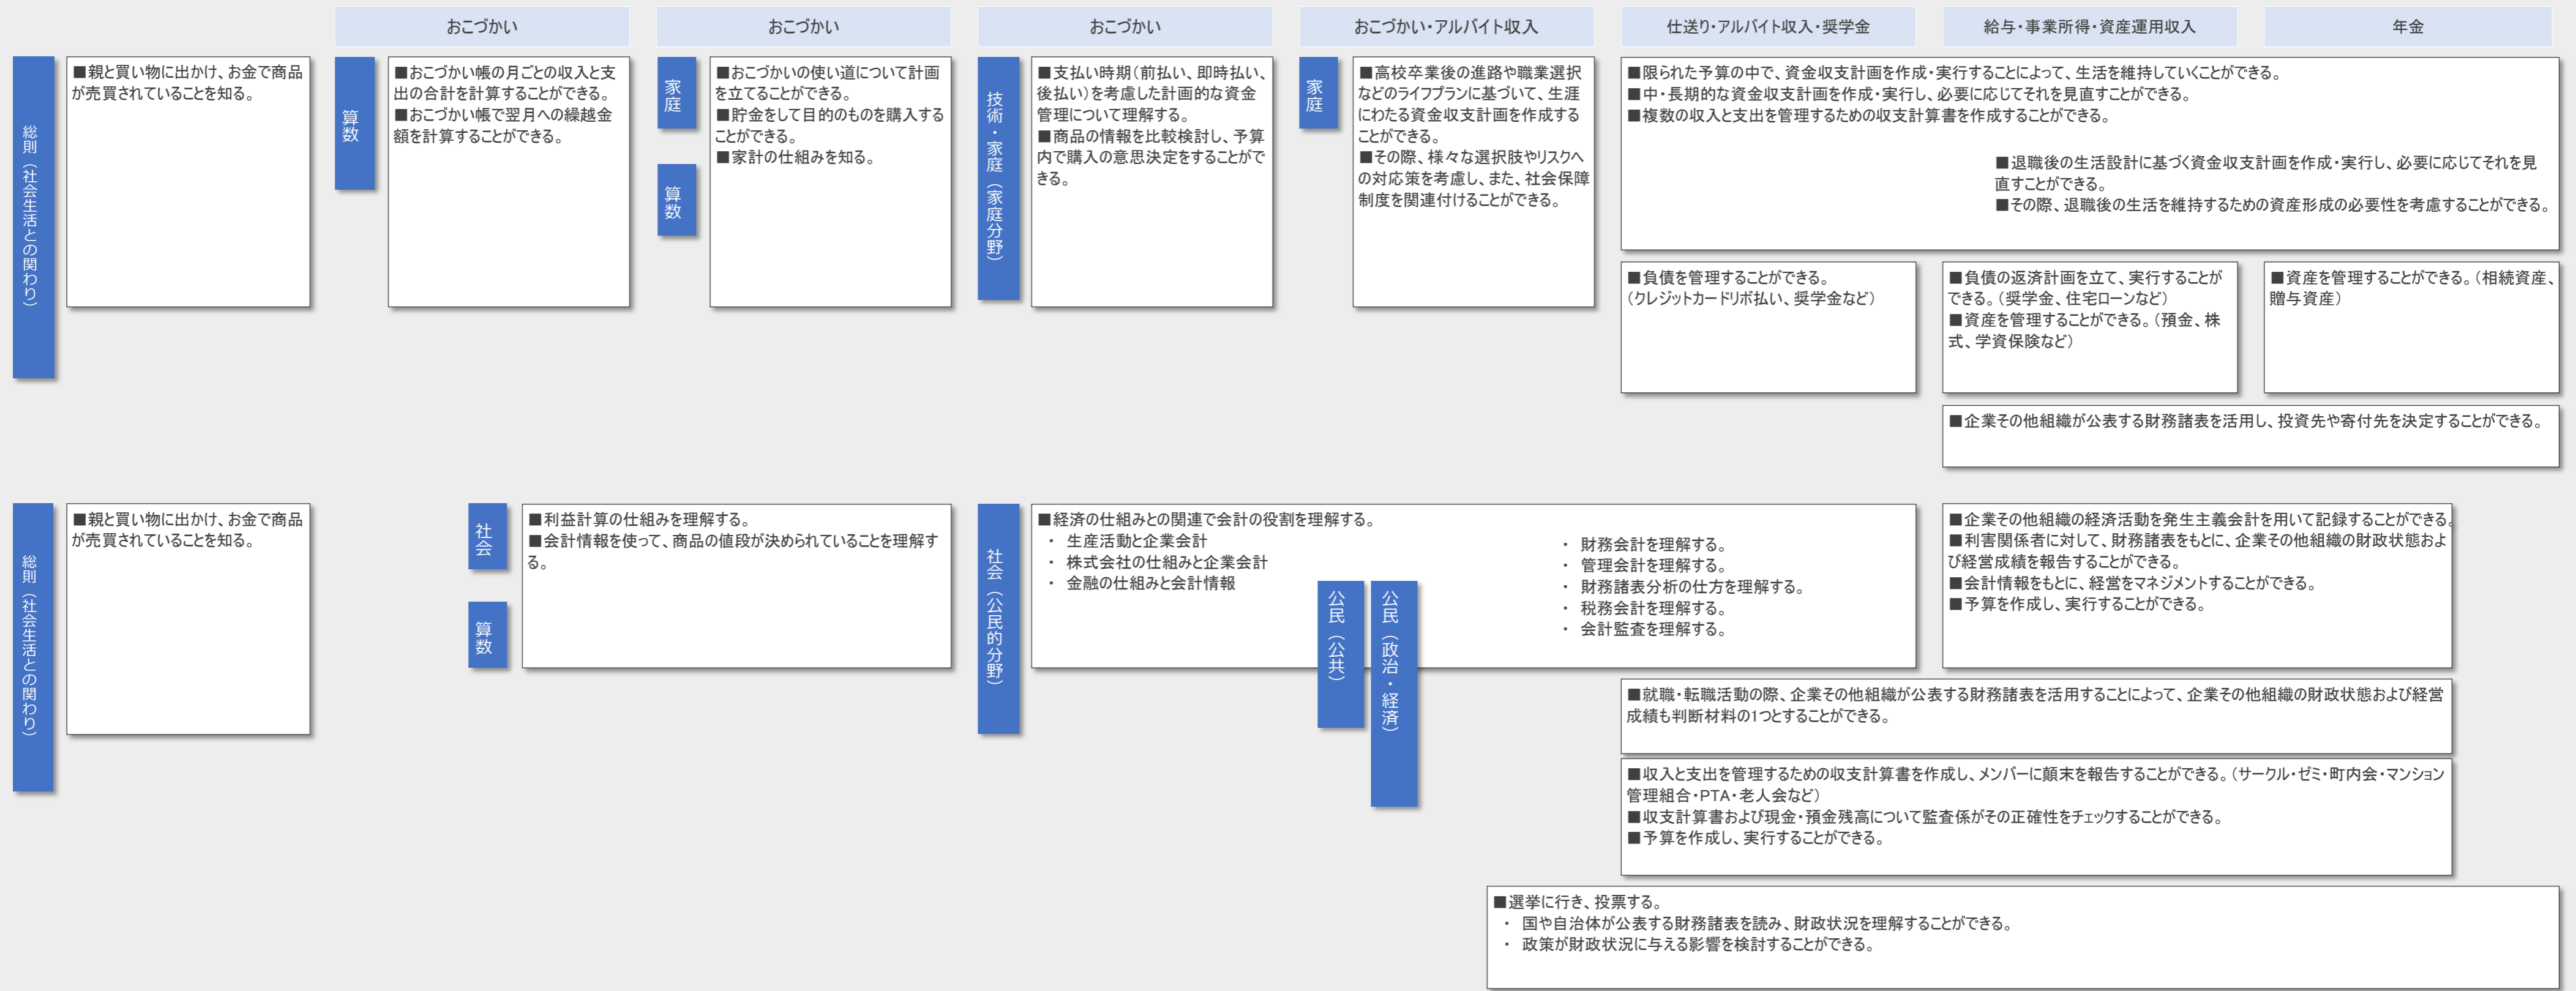 おこづかい
おこづかい
おこづかい
おこづかい・アルバイト収入
仕送り・アルバイト収入・奨学金
給与・事業所得・資産運用収入
年金
総則（社会生活との関わり）
■親と買い物に出かけ、お金で商品
が売買されていることを知る。
算数
■おこづかい帳の月ごとの収入と支
出の合計を計算することができる。
■おこづかい帳で翌月への繰越金
額を計算することができる。
家庭
算数
■おこづかいの使い道について計画
を立てることができる。
■貯金をして目的のものを購入する
ことができる。
■家計の仕組みを知る。
技術・家庭（家庭分野）
■支払い時期（前払い、即時払い、
後払い）を考慮した計画的な資金
管理について理解する。
■商品の情報を比較検討し、予算
内で購入の意思決定をすることがで
きる。
家庭
■高校卒業後の進路や職業選択
などのライフプランに基づいて、生涯
にわたる資金収支計画を作成する
ことができる。
■その際、様々な選択肢やリスクへ
の対応策を考慮し、また、社会保障
制度を関連付けることができる。
■限られた予算の中で、資金収支計画を作成・実行することによって、生活を維持していくことができる。
■中・長期的な資金収支計画を作成・実行し、必要に応じてそれを見直すことができる。
■複数の収入と支出を管理するための収支計算書を作成することができる。
■退職後の生活設計に基づく資金収支計画を作成・実行し、必要に応じてそれを見
直すことができる。
■その際、退職後の生活を維持するための資産形成の必要性を考慮することができる。
■負債を管理することができる。
（クレジットカードリボ払い、奨学金など）
■負債の返済計画を立て、実行することが
できる。（奨学金、住宅ローンなど）
■資産を管理することができる。（預金、株
式、学資保険など）
■資産を管理することができる。（相続資産、
贈与資産）
■企業その他組織が公表する財務諸表を活用し、投資先や寄付先を決定することができる。
総則（社会生活との関わり）
■親と買い物に出かけ、お金で商品
が売買されていることを知る。
社会
算数
■利益計算の仕組みを理解する。
■会計情報を使って、商品の値段が決められていることを理解す
る。
社会（公民的分野）
■経済の仕組みとの関連で会計の役割を理解する。
・ 生産活動と企業会計
・ 株式会社の仕組みと企業会計
・ 金融の仕組みと会計情報
公民（公共）
公民（政治・経済）
・ 財務会計を理解する。
・ 管理会計を理解する。
・ 財務諸表分析の仕方を理解する。
・ 税務会計を理解する。
・ 会計監査を理解する。
■企業その他組織の経済活動を発生主義会計を用いて記録することができる。
■利害関係者に対して、財務諸表をもとに、企業その他組織の財政状態およ
び経営成績を報告することができる。
■会計情報をもとに、経営をマネジメントすることができる。
■予算を作成し、実行することができる。
■就職・転職活動の際、企業その他組織が公表する財務諸表を活用することによって、企業その他組織の財政状態および経営
成績も判断材料の1つとすることができる。
■収入と支出を管理するための収支計算書を作成し、メンバーに顛末を報告することができる。（サークル・ゼミ・町内会・マンション
管理組合・PTA・老人会など）
■収支計算書および現金・預金残高について監査係がその正確性をチェックすることができる。
■予算を作成し、実行することができる。
■選挙に行き、投票する。
・ 国や自治体が公表する財務諸表を読み、財政状況を理解することができる。
・ 政策が財政状況に与える影響を検討することができる。